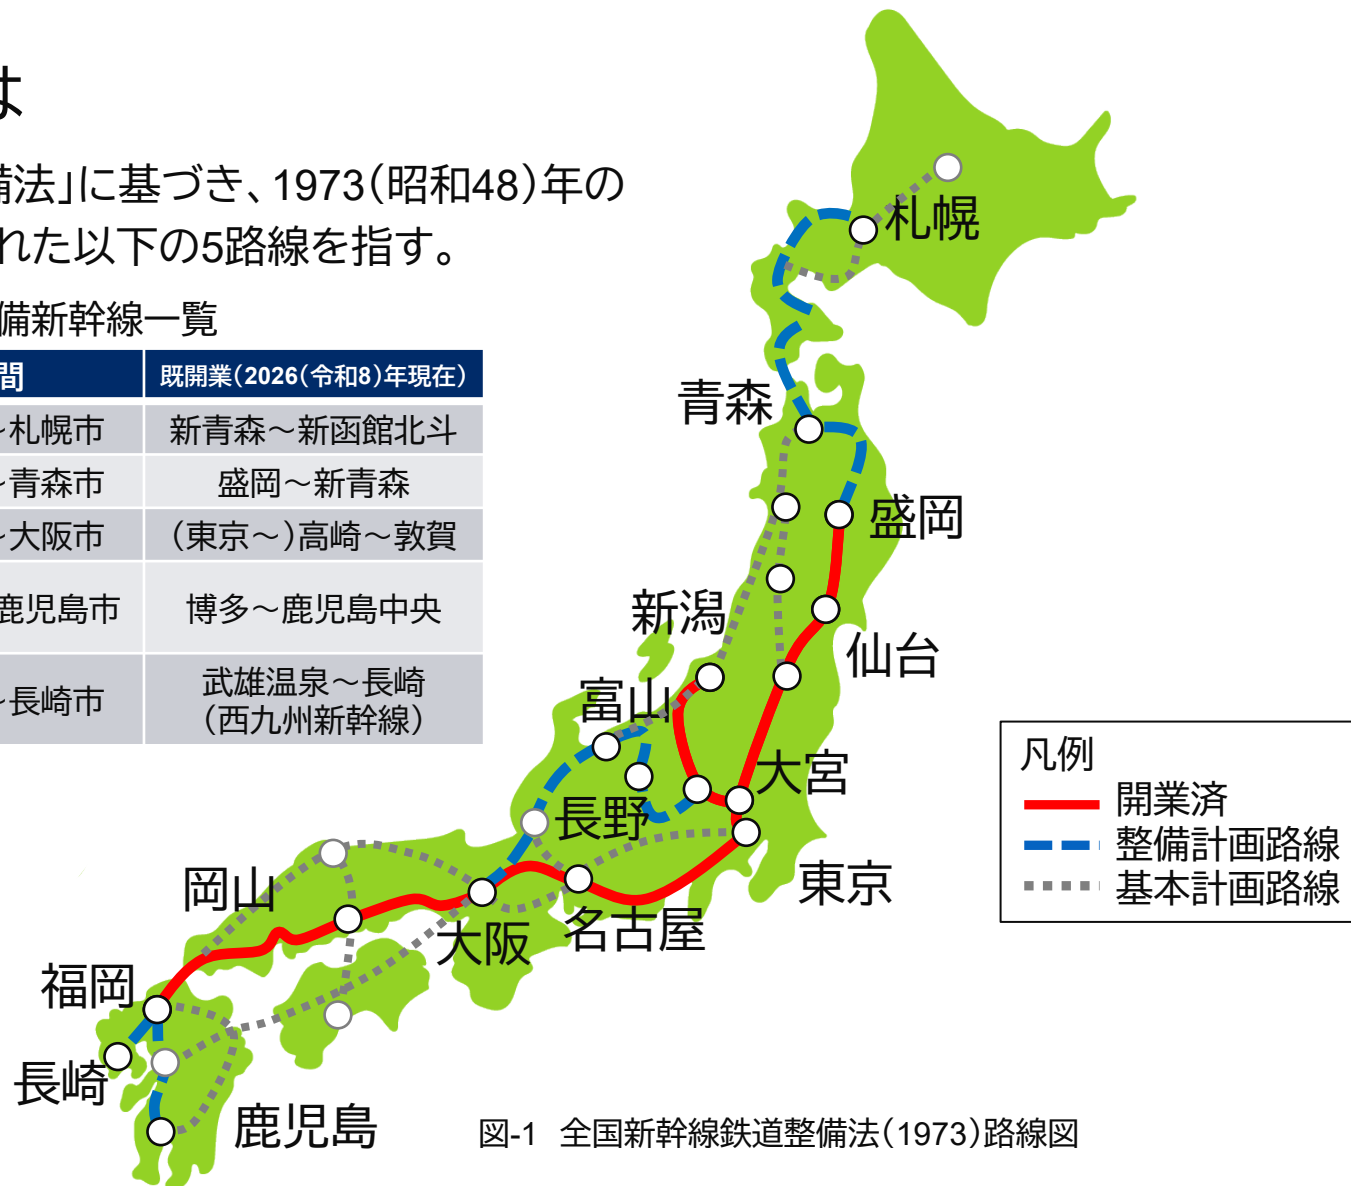 は
備法」に基づき、1973（昭和48）年の
れた以下の5路線を指す。
備新幹線一覧
間 既開業（2026（令和8）年現在）
～札幌市 新青森～新函館北斗
～青森市 盛岡～新青森
～大阪市 （東京～）高崎～敦賀
鹿児島市 博多～鹿児島中央
～長崎市 武雄温泉～長崎
（西九州新幹線）
札幌
青森
盛岡
新潟
仙台
富山
大宮
長野
東京
岡山
大阪
名古屋
福岡
長崎
鹿児島
凡例
開業済
整備計画路線
基本計画路線
図-1 全国新幹線鉄道整備法（1973）路線図